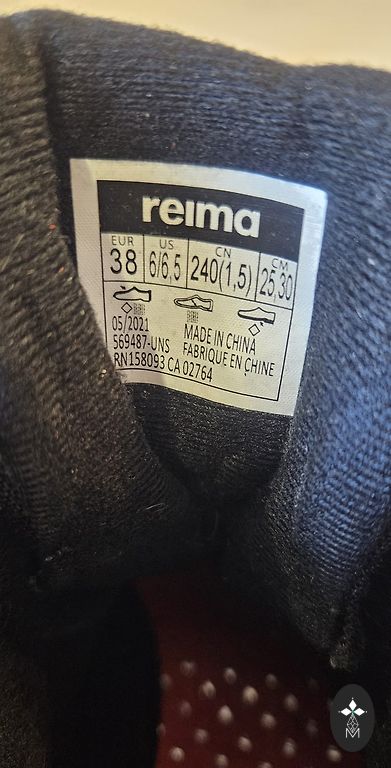 reima
EUR US CN CM
38 6/6,5 240(1,5) 25,30
05/2021
569487-UNS
RN158093 CA 02764
MADE IN CHINA
FABRIQUE EN CHINE
M